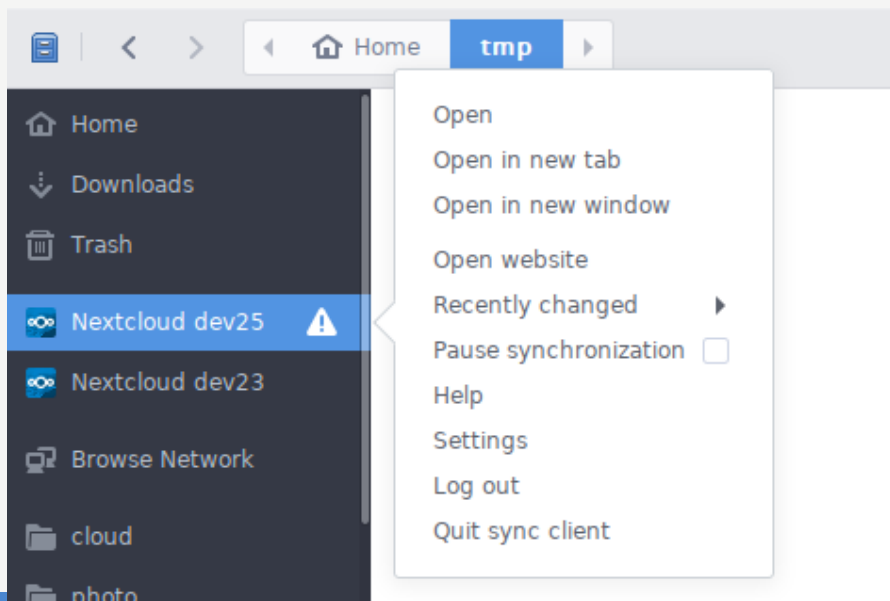 Home
tmp
Home
Downloads
Trash
Nextcloud dev25
Nextcloud dev23
Browse Network
cloud
photo
Open
Open in new tab
Open in new window
Open website
Recently changed
Pause synchronization
Help
Settings
Log out
Quit sync client